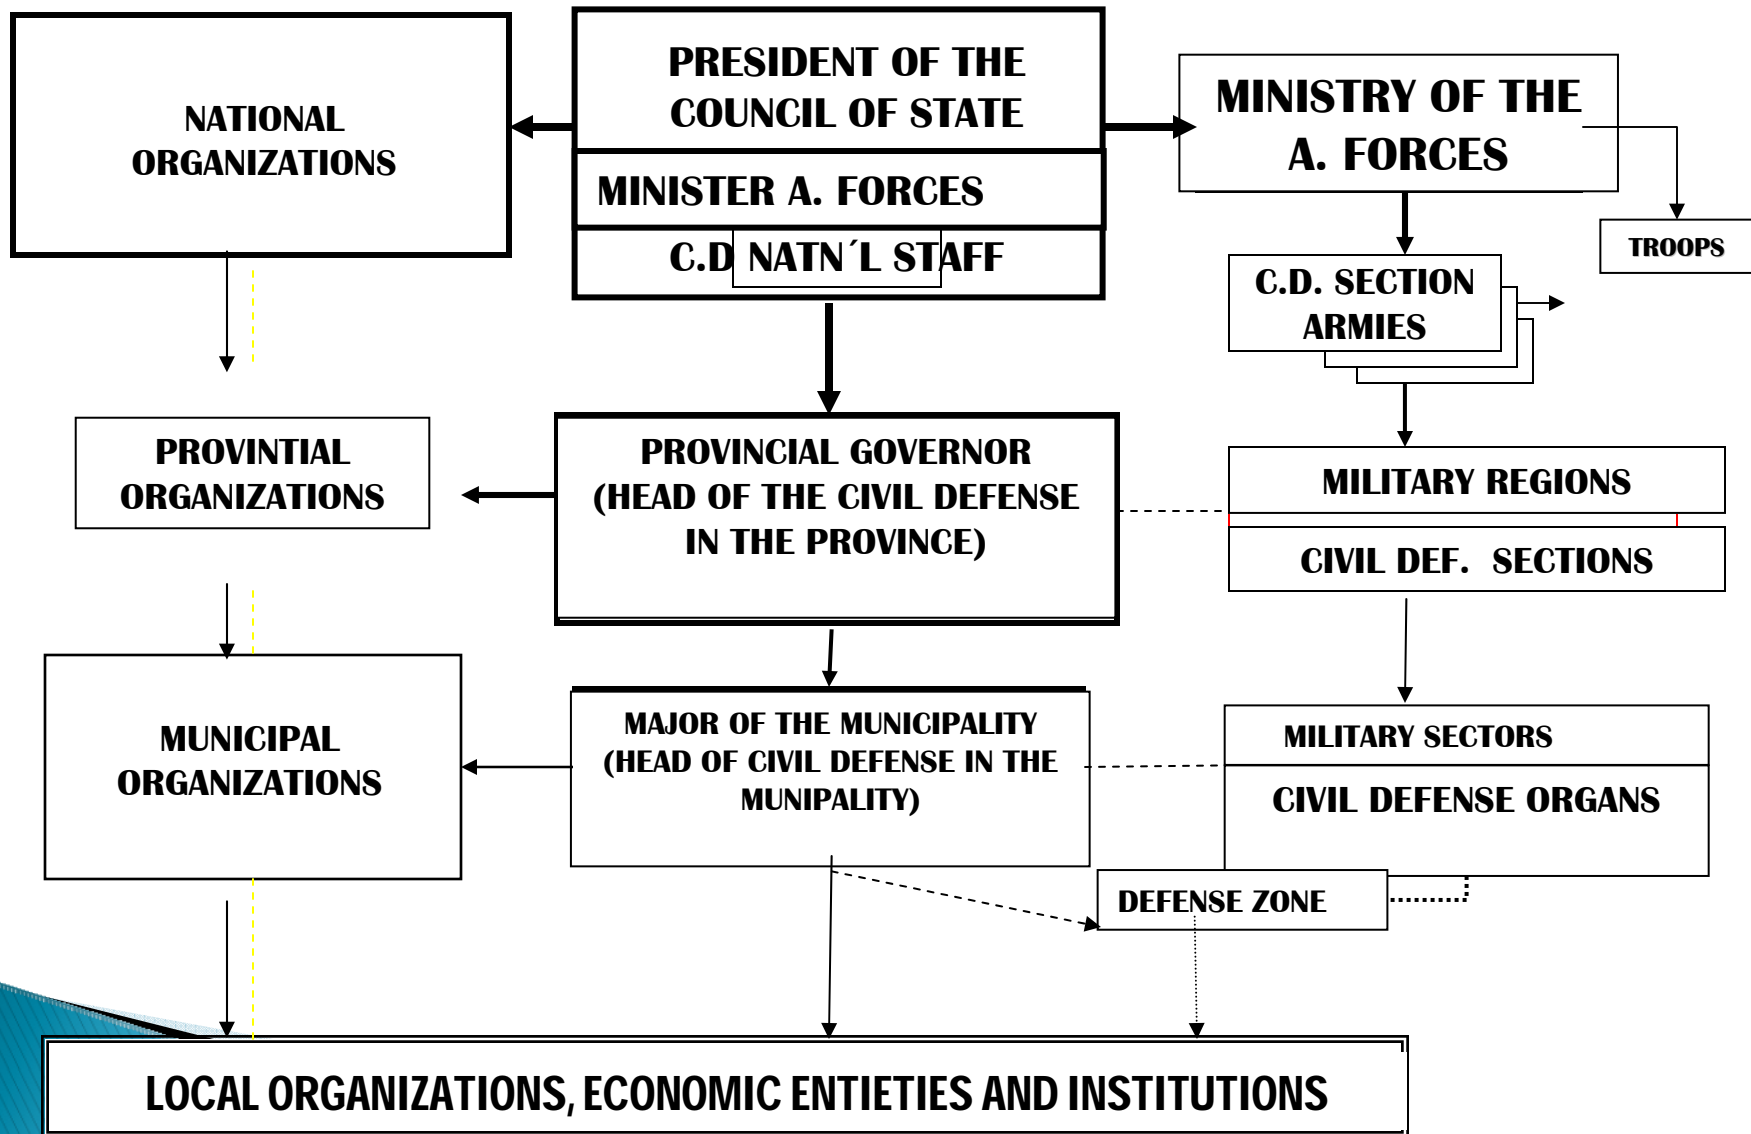 NATIONAL
ORGANIZATIONS
PRESIDENT OF THE
COUNCIL OF STATE
MINISTER A. FORCES
C.D NATN´L STAFF
MINISTRY OF THE
A. FORCES
TROOPS
C.D. SECTION
ARMIES
PROVINTIAL
ORGANIZATIONS
PROVINCIAL GOVERNOR
(HEAD OF THE CIVIL DEFENSE
IN THE PROVINCE)
MILITARY REGIONS
CIVIL DEF. SECTIONS
MUNICIPAL
ORGANIZATIONS
MAJOR OF THE MUNICIPALITY
(HEAD OF CIVIL DEFENSE IN THE
MUNIPALITY)
MILITARY SECTORS
CIVIL DEFENSE ORGANS
DEFENSE ZONE
LOCAL ORGANIZATIONS, ECONOMIC ENTIETIES AND INSTITUTIONS